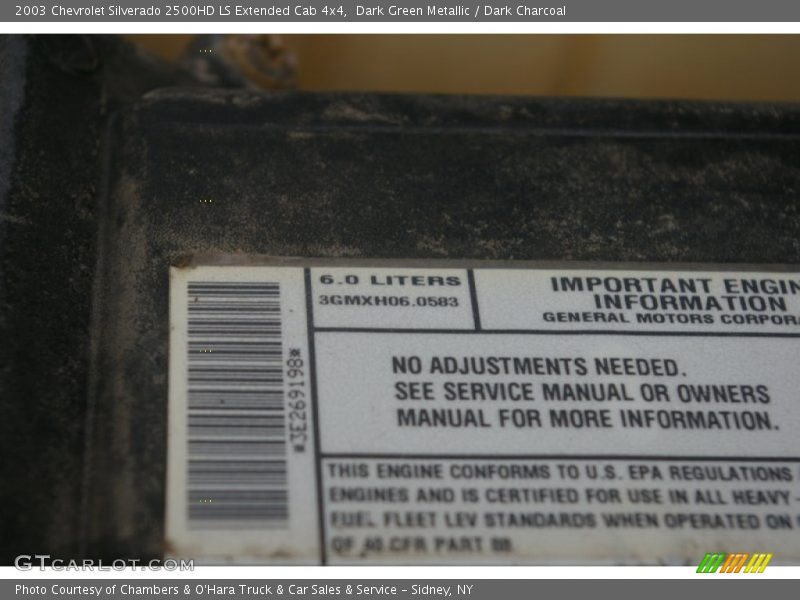 2003 Chevrolet Silverado 2500HD LS Extended Cab 4x4,  Dark Green Metallic / Dark Charcoal
*3E269198*
6.0 LITERS
3GMXH06.0583
IMPORTANT ENGIN
INFORMATION
GENERAL MOTORS CORPORA
NO ADJUSTMENTS NEEDED.
SEE SERVICE MANUAL OR OWNERS
MANUAL FOR MORE INFORMATION.
THIS ENGINE CONFORMS TO U.S. EPA REGULATIONS
ENGINES AND IS CERTIFIED FOR USE IN ALL HEAVY-
FUEL FLEET LEV STANDARDS WHEN OPERATED ON
OF 40 CFR PART 88
GTCARLOT.COM
Photo Courtesy of Chambers & O'Hara Truck & Car Sales & Service – Sidney, NY